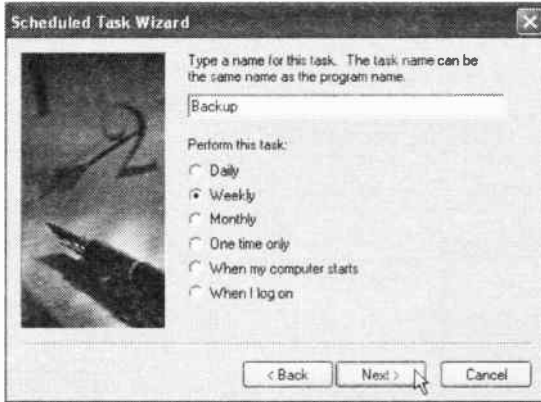 Scheduled Task Wizard
Type a name for this task. The task name can be
the same name as the program name.
Backup
Perform this task:
Daily
Weekly
Monthly
One time only
When my computer starts
When I log on
< Back
Next >
Cancel
2